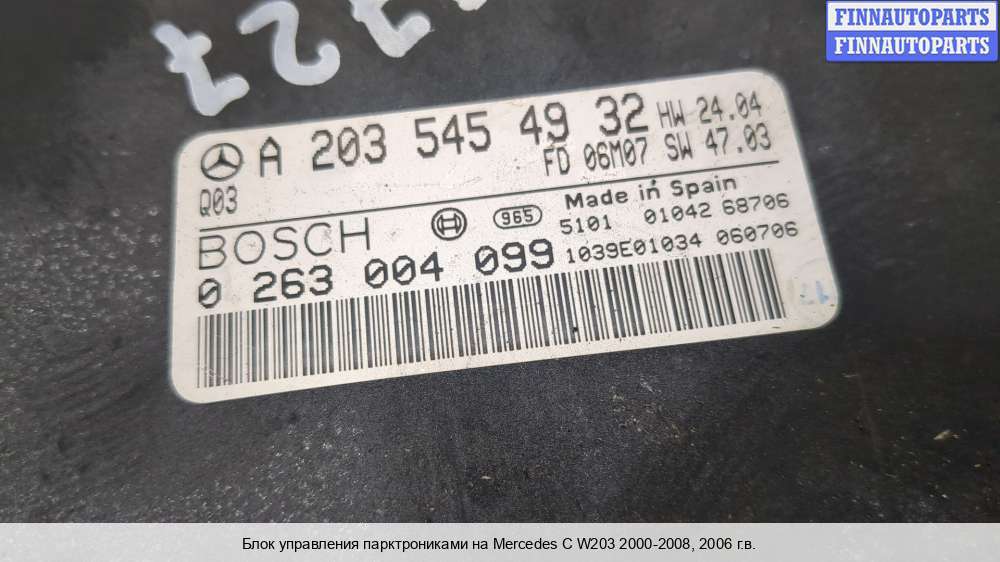 FINNAUTOPARTS
FINNAUTOPARTS
A 203 545 49 32 HW 24.04
FD 06M07 SW 47.03
Q03
Made in Spain
BOSCH 965 5101 01042 68706
0 263 004 099 1039E01034 060706
Блок управления парктрониками на Mercedes C W203 2000-2008, 2006 г.в.